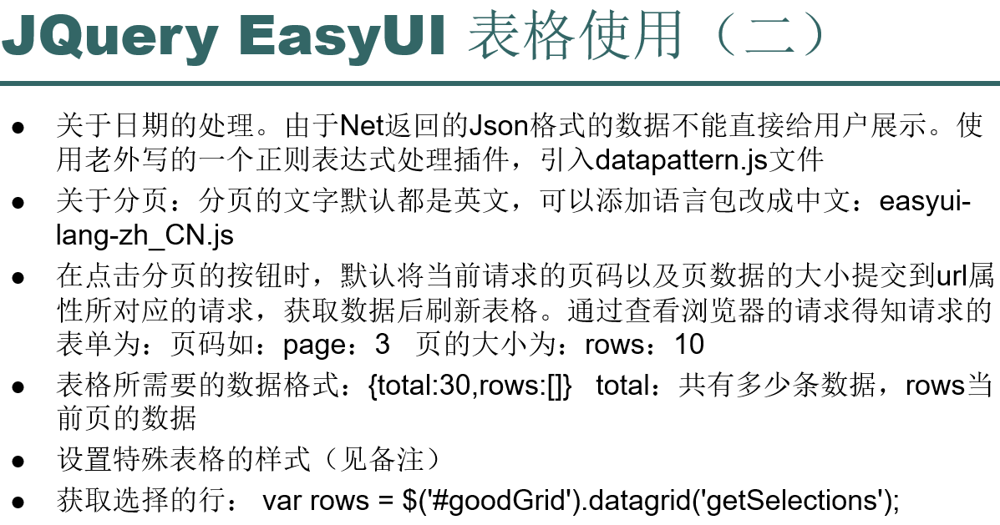 JQuery EasyUI 表格使用（二）
● 关于日期的处理。由于Net返回的Json格式的数据不能直接给用户展示。使
用老外写的一个正则表达式处理插件，引入datapattern.js文件
● 关于分页：分页的文字默认都是英文，可以添加语言包改成中文：easyui-
lang-zh_CN.js
● 在点击分页的按钮时，默认将当前请求的页码以及页数据的大小提交到url属
性所对应的请求，获取数据后刷新表格。通过查看浏览器的请求得知请求的
表单为：页码如：page：3 页的大小为：rows：10
● 表格所需要的数据格式：{total:30,rows:[]} total：共有多少条数据，rows当
前页的数据
● 设置特殊表格的样式（见备注）
● 获取选择的行： var rows = $('#goodGrid').datagrid('getSelections');